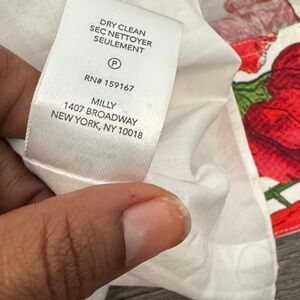 DRY CLEAN
SEC NETTOYER
SEULEMENT
P
RN# 159167
MILLY
1407 BROADWAY
NEW YORK, NY 10018